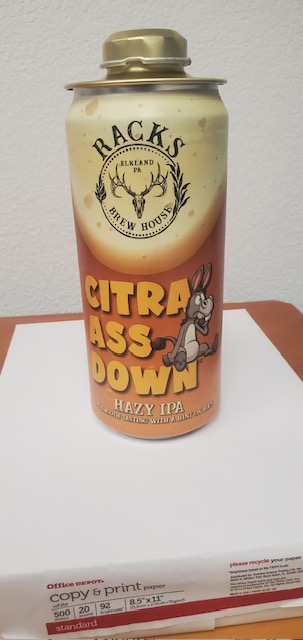 RACKS
ELKLAND
PA
BREW HOUSE
CITRA
ASS
DOWN
HAZY IPA
Office DEPOT
copy & print paper
white
500
20
92
8.5" x 11"
standard
please recycle your paper